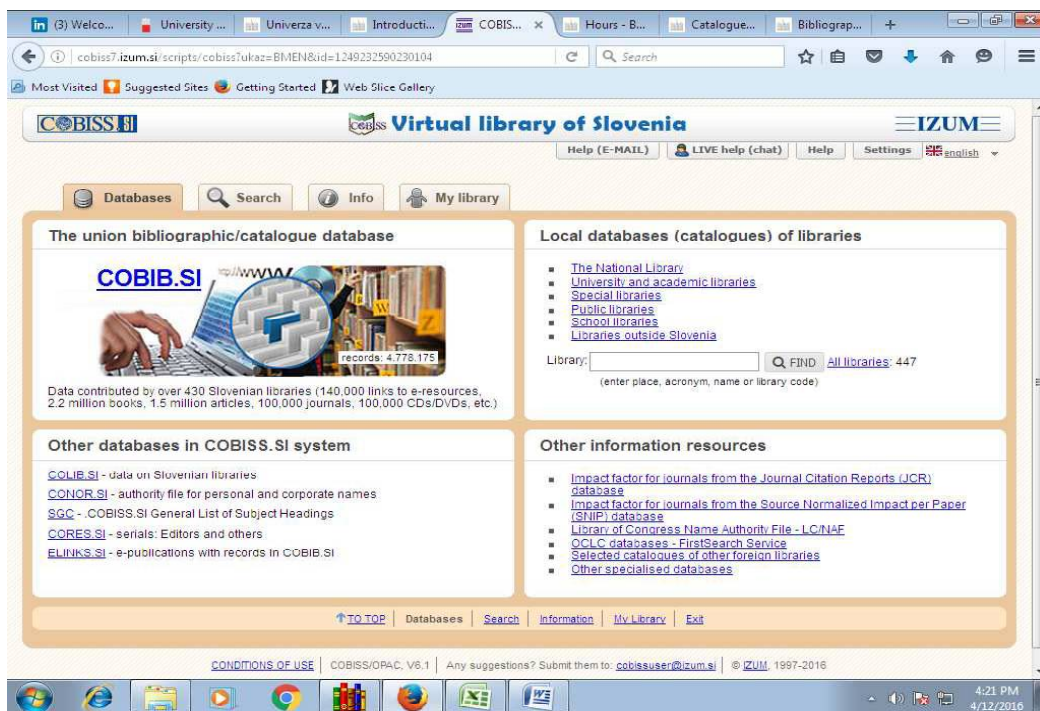 (3) Welco...
University ...
Univerza v...
Introducti...
izum COBIS...
Hours - B...
Catalogue...
Bibliograp...
cobiss7.izum.si/scripts/cobiss?ukaz=BMEN&id=1249232590230104
Search
Most Visited Suggested Sites Getting Started Web Slice Gallery
COBISS.SI
COBISS Virtual library of Slovenia
IZUM
Help (E-MAIL) LIVE help (chat) Help Settings english
Databases Search Info My library
The union bibliographic/catalogue database
COBIB.SI
records: 4.778.175
Data contributed by over 430 Slovenian libraries (140,000 links to e-resources,
2.2 million books, 1.5 million articles, 100,000 journals, 100,000 CDs/DVDs, etc.)
Local databases (catalogues) of libraries
The National Library
University and academic libraries
Special libraries
Public libraries
School libraries
Libraries outside Slovenia
Library: FIND All libraries: 447
(enter place, acronym, name or library code)
Other databases in COBISS.SI system
COLIB.SI - data on Slovenian libraries
CONOR.SI - authority file for personal and corporate names
SGC - .COBISS.SI General List of Subject Headings
CORES.SI - serials: Editors and others
ELINKS.SI - e-publications with records in COBIB.SI
Other information resources
Impact factor for journals from the Journal Citation Reports (JCR)
database
Impact factor for journals from the Source Normalized Impact per Paper
(SNIP) database
Library of Congress Name Authority File - LC/NAF
OCLC databases - FirstSearch Service
Selected catalogues of other foreign libraries
Other specialised databases
TO TOP | Databases | Search | Information | My Library | Exit
CONDITIONS OF USE | COBISS/OPAC, V6.1 | Any suggestions? Submit them to: cobissuser@izum.si | © IZUM, 1997-2016
4:21 PM
4/12/2016